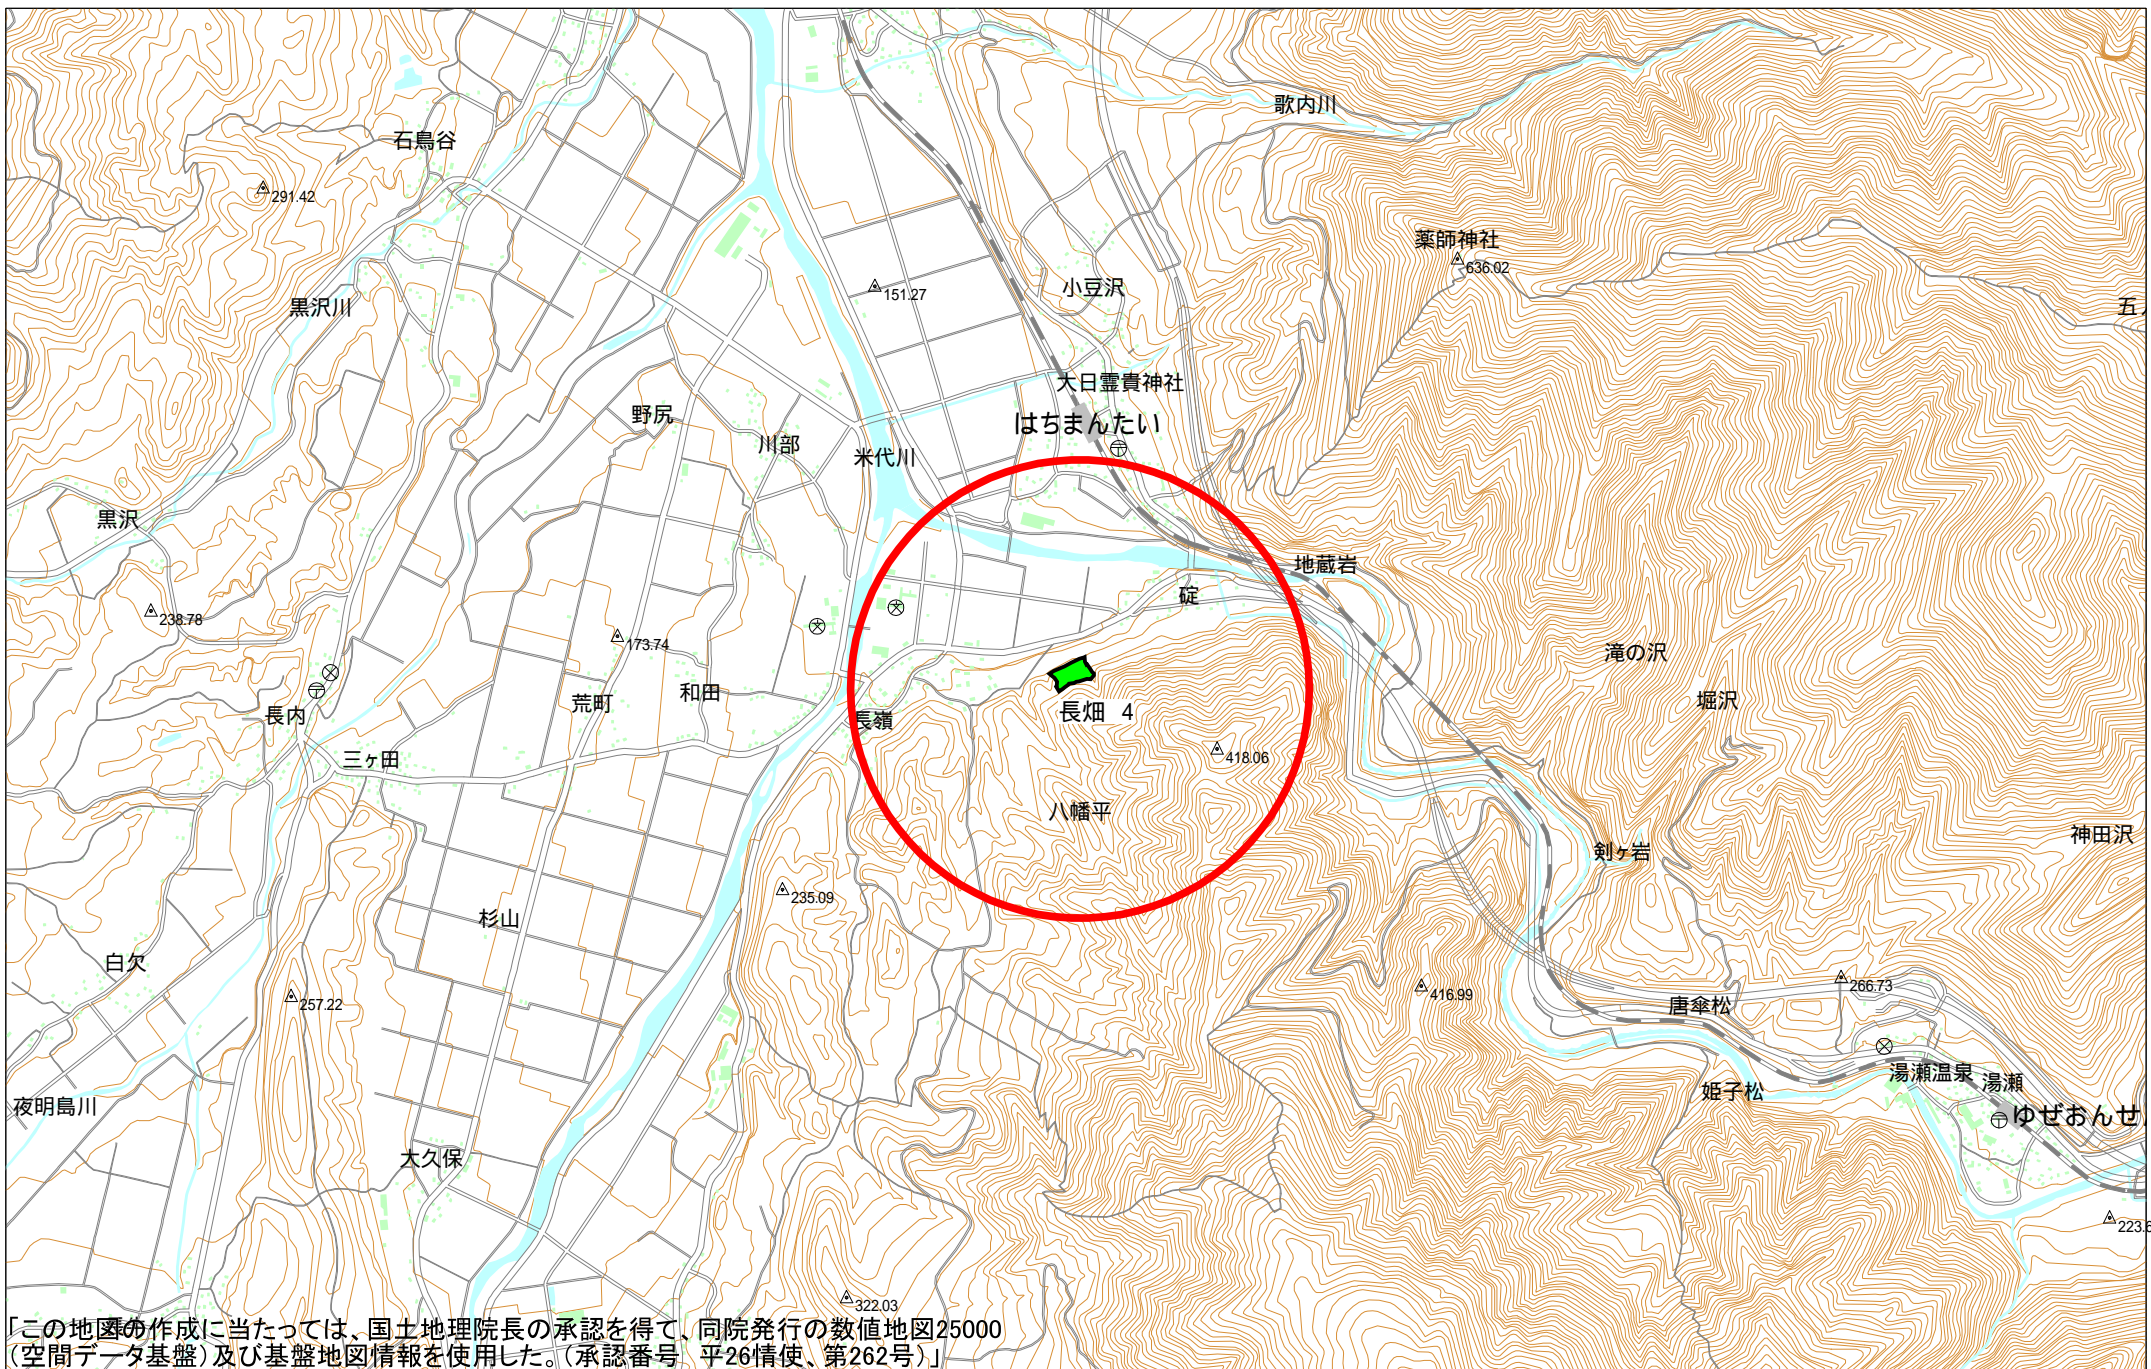 歌内川
石鳥谷
291.42
薬師神社
636.02
黒沢川
151.27
小豆沢
五
大日霊貴神社
はちまんたい
野尻
川部
米代川
黒沢
地蔵岩
碇
238.78
173.74
滝の沢
堀沢
長内
荒町
和田
長嶺
長畑 4
三ヶ田
418.06
八幡平
神田沢
剣ヶ岩
235.09
杉山
白欠
257.22
416.99
266.73
唐傘松
湯瀬温泉
湯瀬
姫子松
夜明島川
ゆぜおんせ
大久保
223.6
322.03
「この地図の作成に当たっては、国土地理院長の承認を得て、同院発行の数値地図25000
(空間データ基盤)及び基盤地図情報を使用した。(承認番号 平26情使、第262号)」